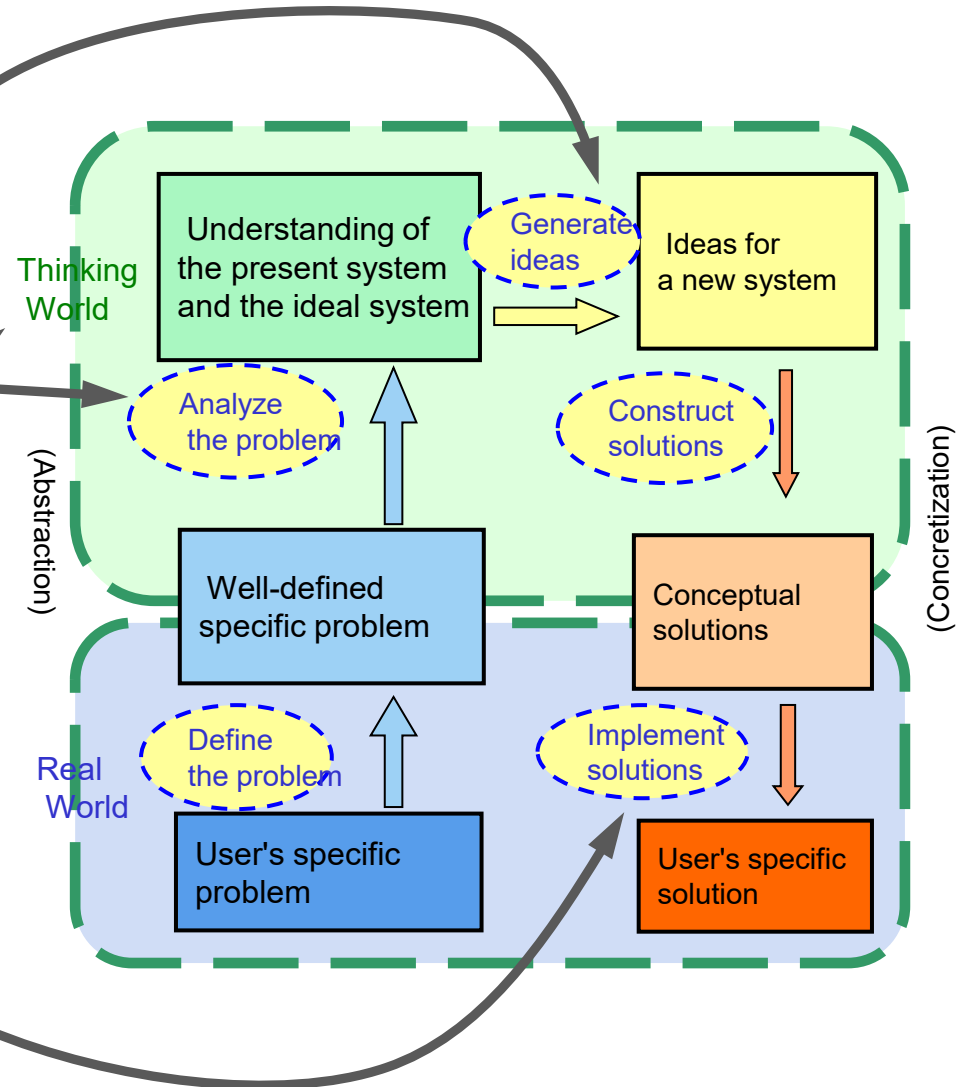 Understanding of
the present system
and the ideal system
Generate
ideas
Ideas for
a new system
Thinking
World
Analyze
the problem
Construct
solutions
(Abstraction)
(Concretization)
Well-defined
specific problem
Conceptual
solutions
Define
the problem
Implement
solutions
Real
World
User's specific
problem
User's specific
solution